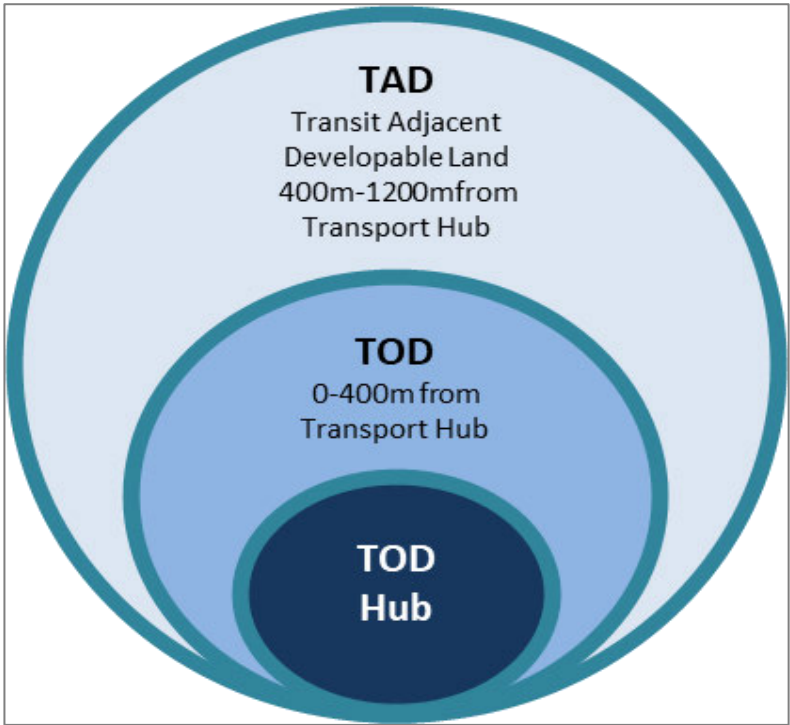 TAD
Transit Adjacent
Developable Land
400m-1200mfrom
Transport Hub
TOD
0-400m from
Transport Hub
TOD
Hub